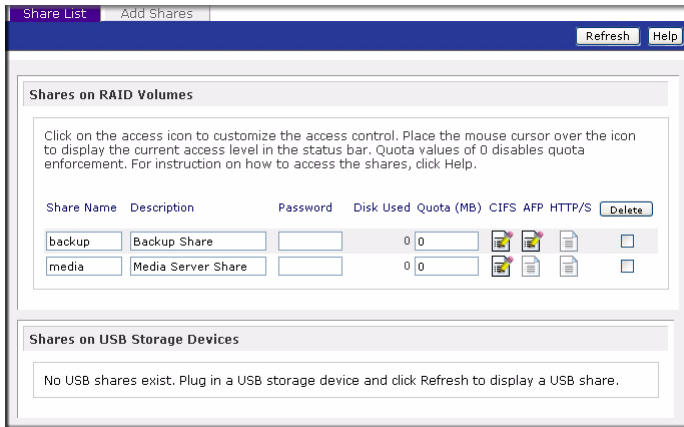 Share List Add Shares
Refresh Help
Shares on RAID Volumes
Click on the access icon to customize the access control. Place the mouse cursor over the icon
to display the current access level in the status bar. Quota values of 0 disables quota
enforcement. For instruction on how to access the shares, click Help.
Share Name Description Password Disk Used Quota (MB) CIFS AFP HTTP/S Delete
backup Backup Share 0 0
media Media Server Share 0 0
Shares on USB Storage Devices
No USB shares exist. Plug in a USB storage device and click Refresh to display a USB share.